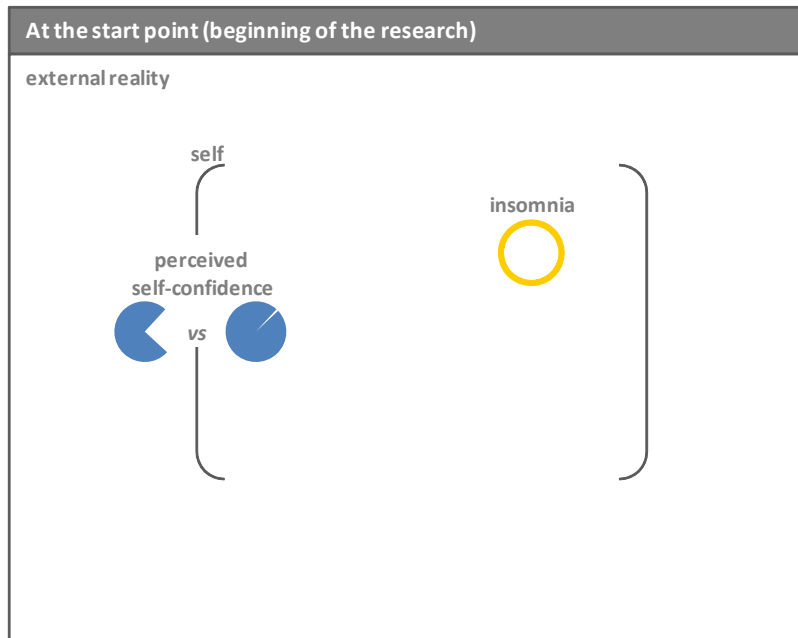 At the start point (beginning of the research)
external reality
self
insomnia
perceived
self-confidence
vs